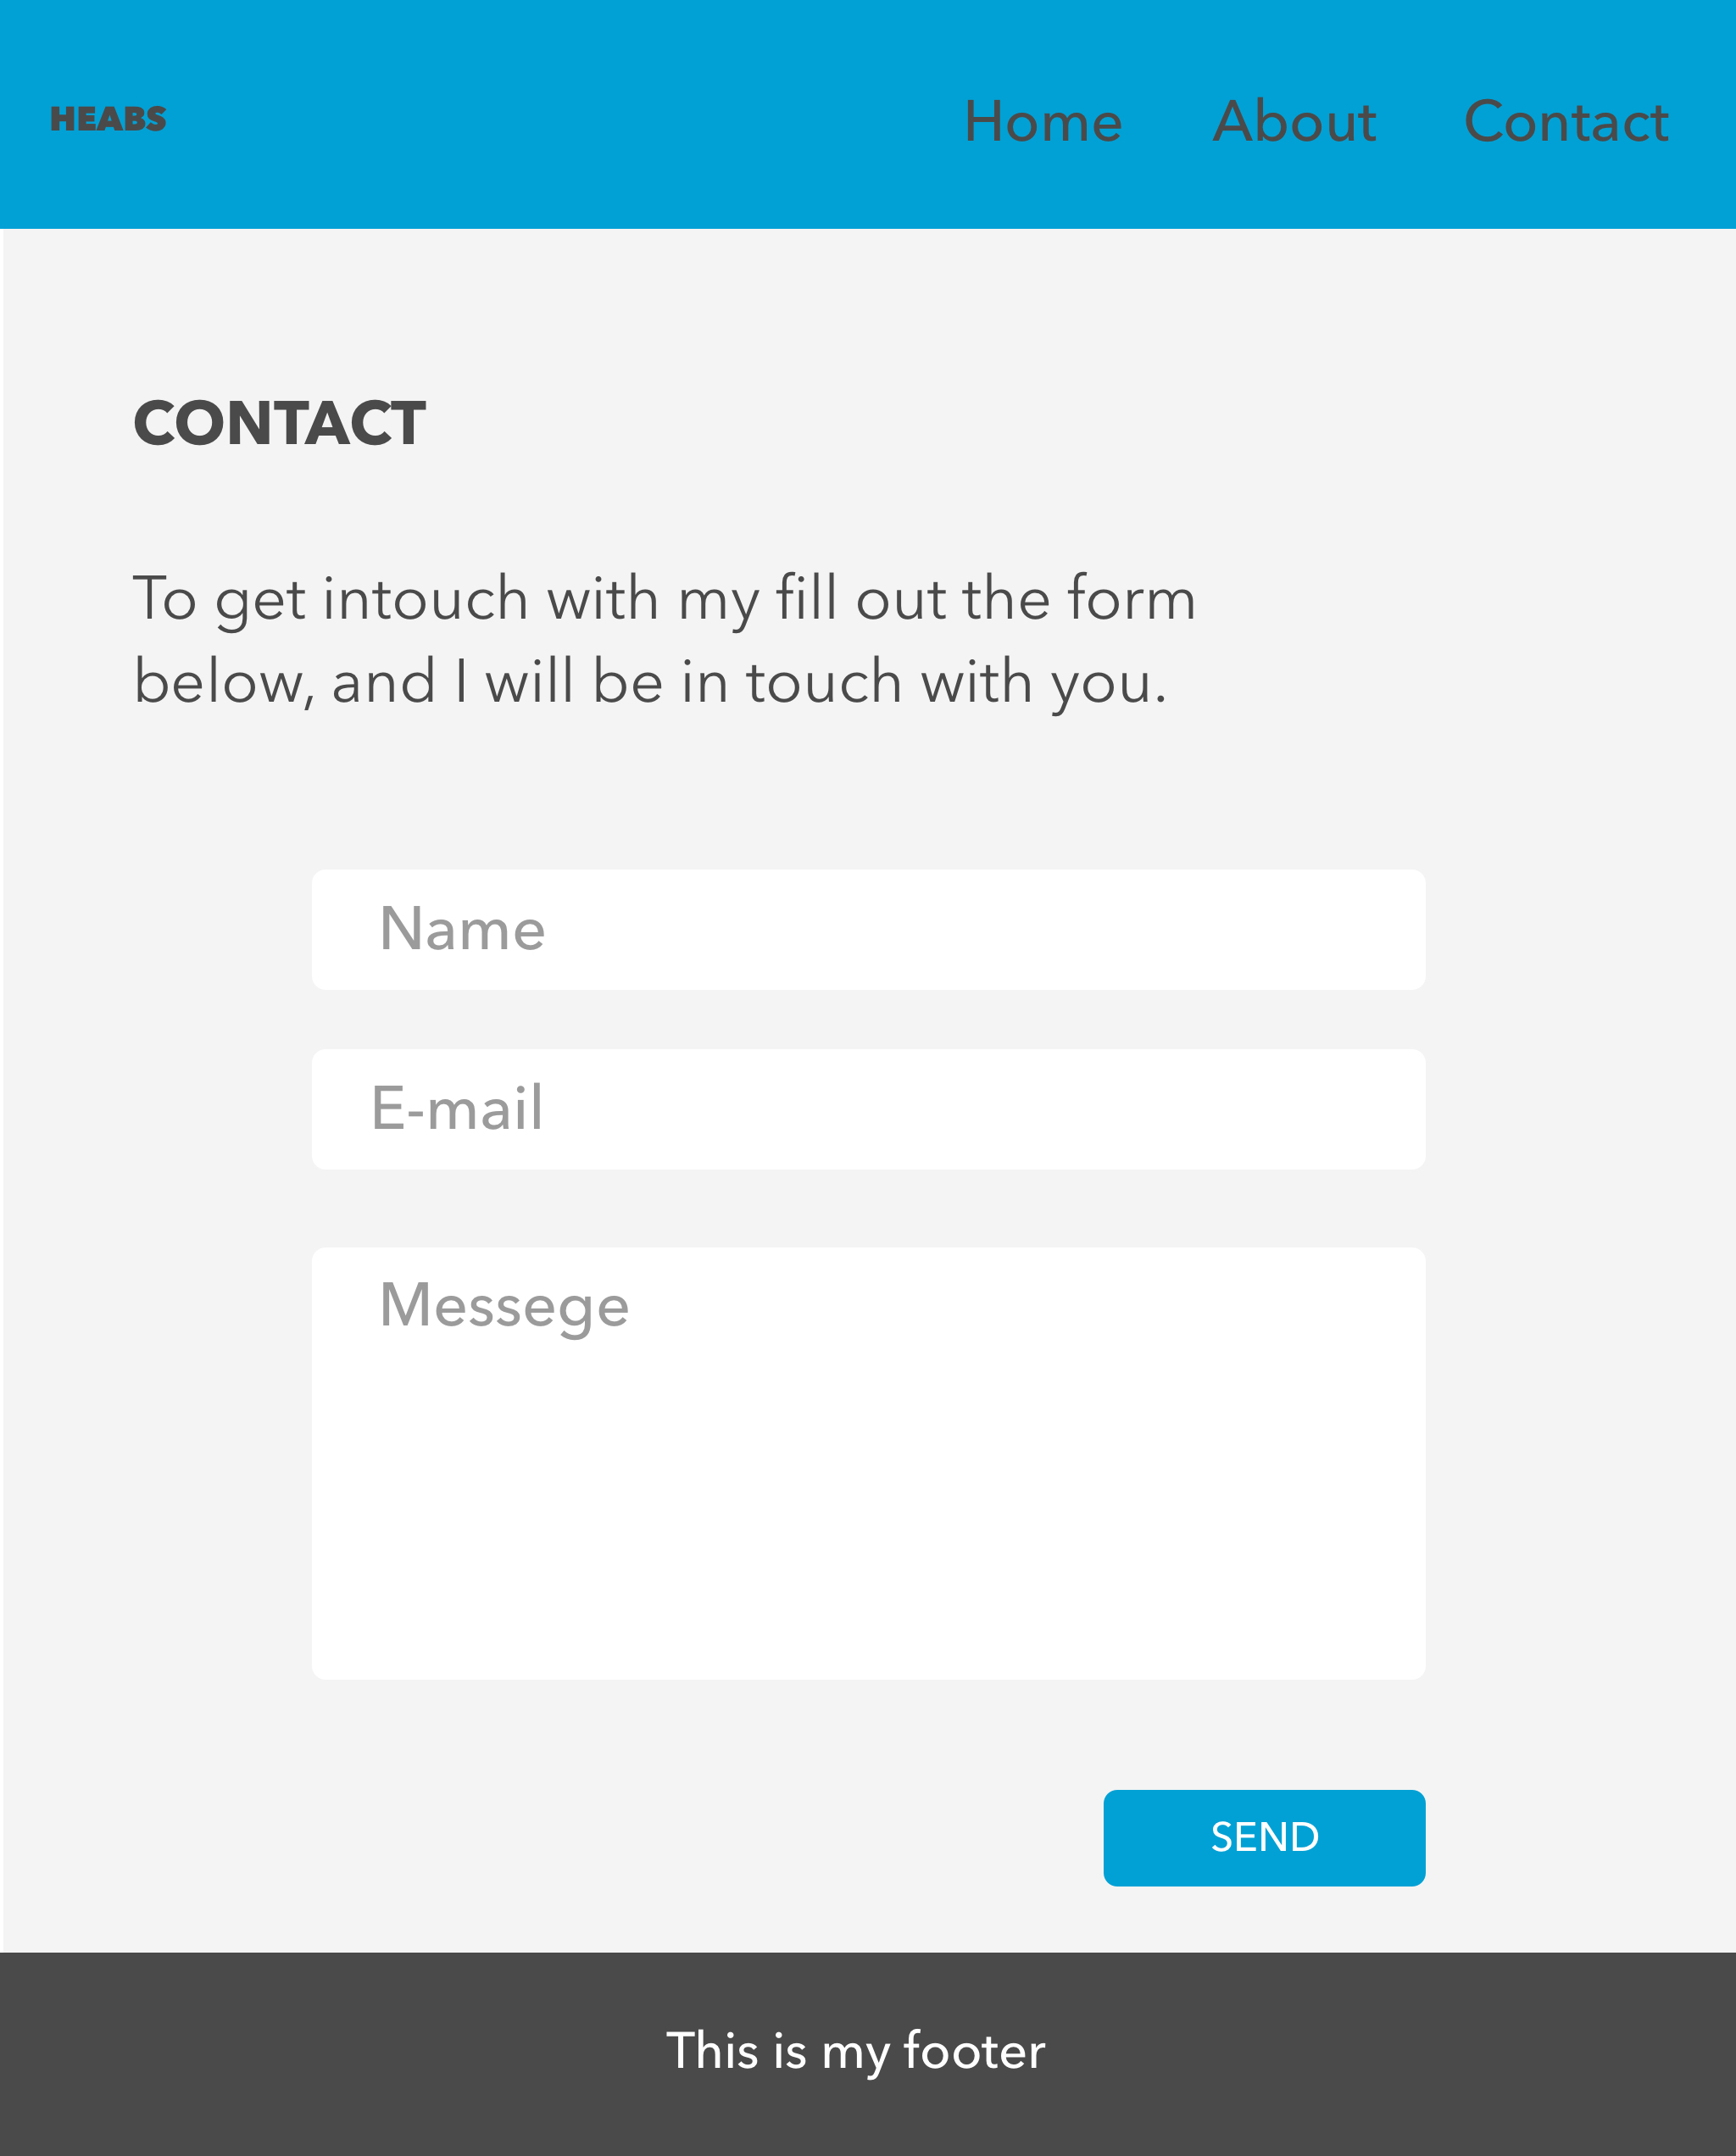 HEABS
Home About Contact
CONTACT
To get intouch with my fill out the form
below, and I will be in touch with you.
Name
E-mail
Messege
SEND
This is my footer